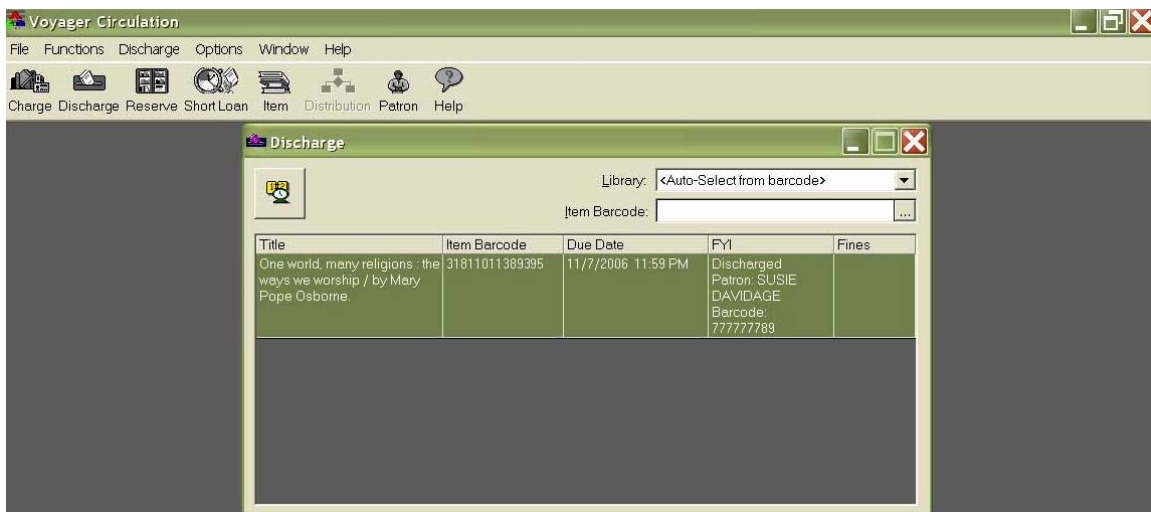 Voyager Circulation
File Functions Discharge Options Window Help
Charge Discharge Reserve Short Loan Item Distribution Patron Help
Discharge
Library: <Auto-Select from barcode>
Item Barcode: ...
Title Item Barcode Due Date FYI Fines
One world, many religions : the 31811011389395 11/7/2006 11:59 PM Discharged
ways we worship / by Mary Patron: SUSIE
Pope Osborne. DAVIDAGE
Barcode:
777777789